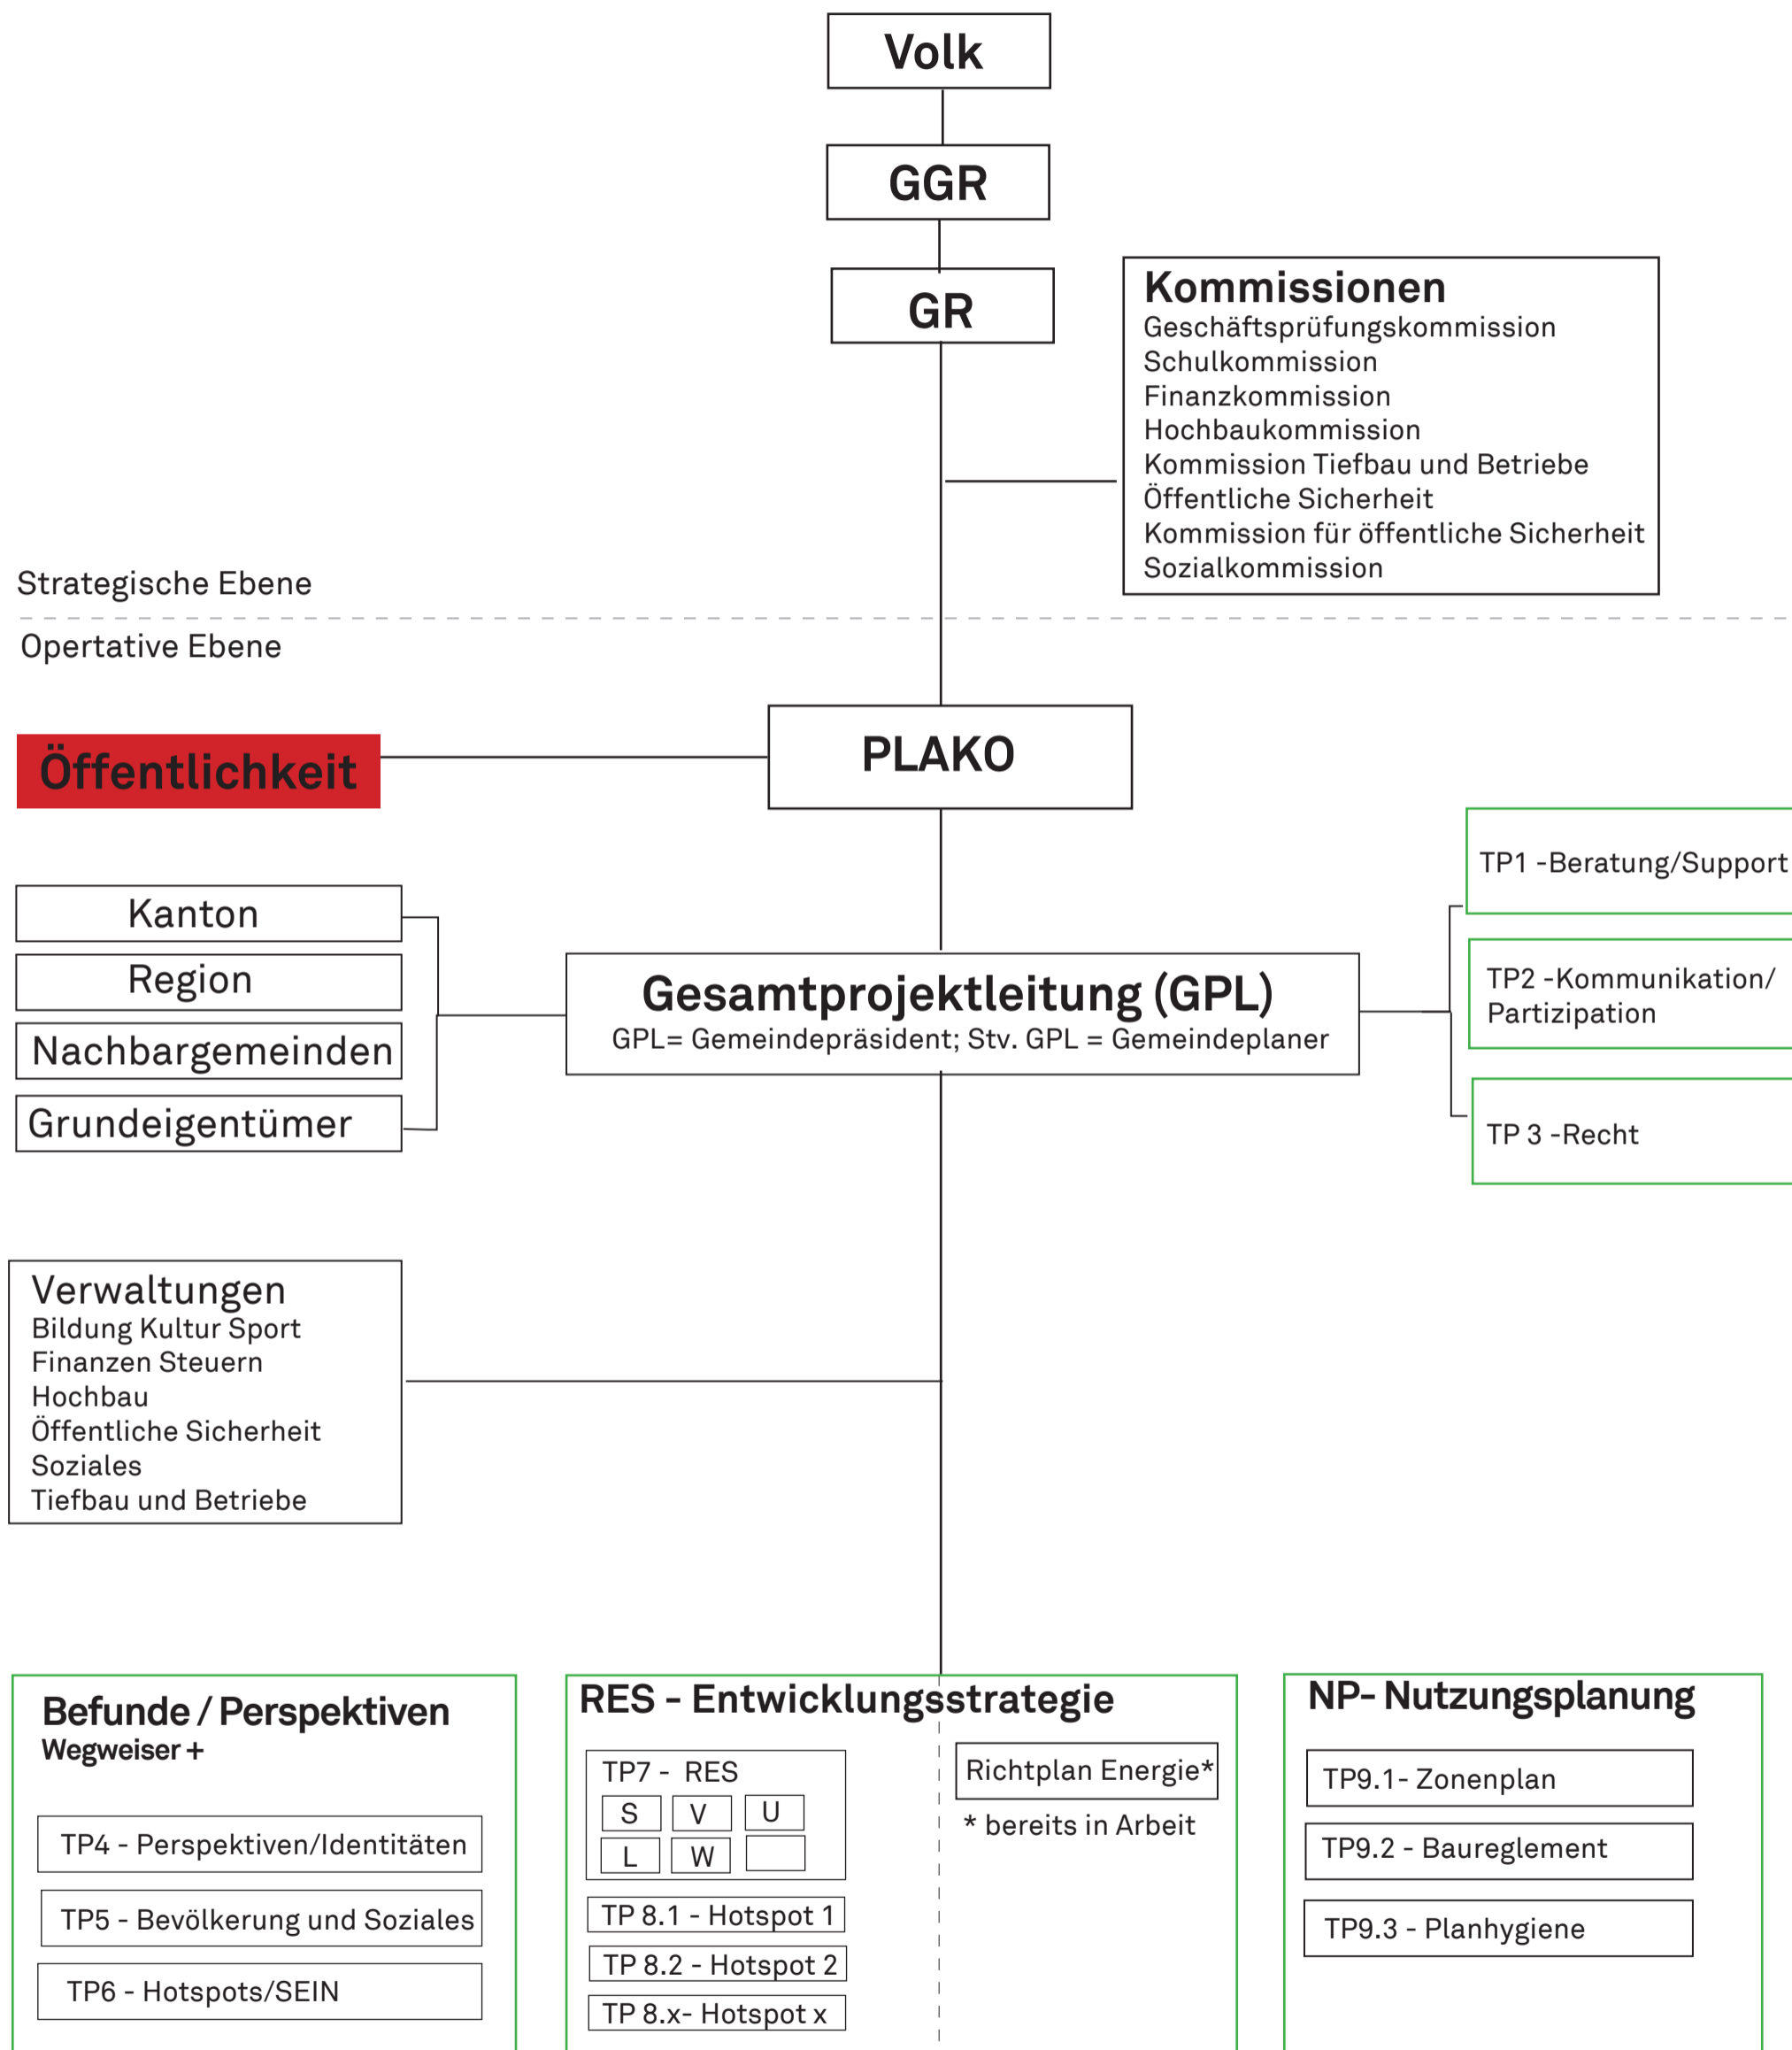 Volk
GGR
GR
Kommissionen
Geschäftsprüfungskommission
Schulkommission
Finanzkommission
Hochbaukommission
Kommission Tiefbau und Betriebe
Öffentliche Sicherheit
Kommission für öffentliche Sicherheit
Sozialkommission
Strategische Ebene
Opertative Ebene
Öffentlichkeit
PLAKO
TP1 -Beratung/Support
Kanton
Region
Nachbargemeinden
Grundeigentümer
Gesamtprojektleitung (GPL)
GPL= Gemeindepräsident; Stv. GPL = Gemeindeplaner
TP2 -Kommunikation/
Partizipation
TP 3 -Recht
Verwaltungen
Bildung Kultur Sport
Finanzen Steuern
Hochbau
Öffentliche Sicherheit
Soziales
Tiefbau und Betriebe
Befunde / Perspektiven
Wegweiser +
TP4 - Perspektiven/Identitäten
TP5 - Bevölkerung und Soziales
TP6 - Hotspots/SEIN
RES - Entwicklungsstrategie
TP7 - RES
S V U
L W
TP 8.1 - Hotspot 1
TP 8.2 - Hotspot 2
TP 8.x- Hotspot x
Richtplan Energie*
* bereits in Arbeit
NP- Nutzungsplanung
TP9.1- Zonenplan
TP9.2 - Baureglement
TP9.3 - Planhygiene